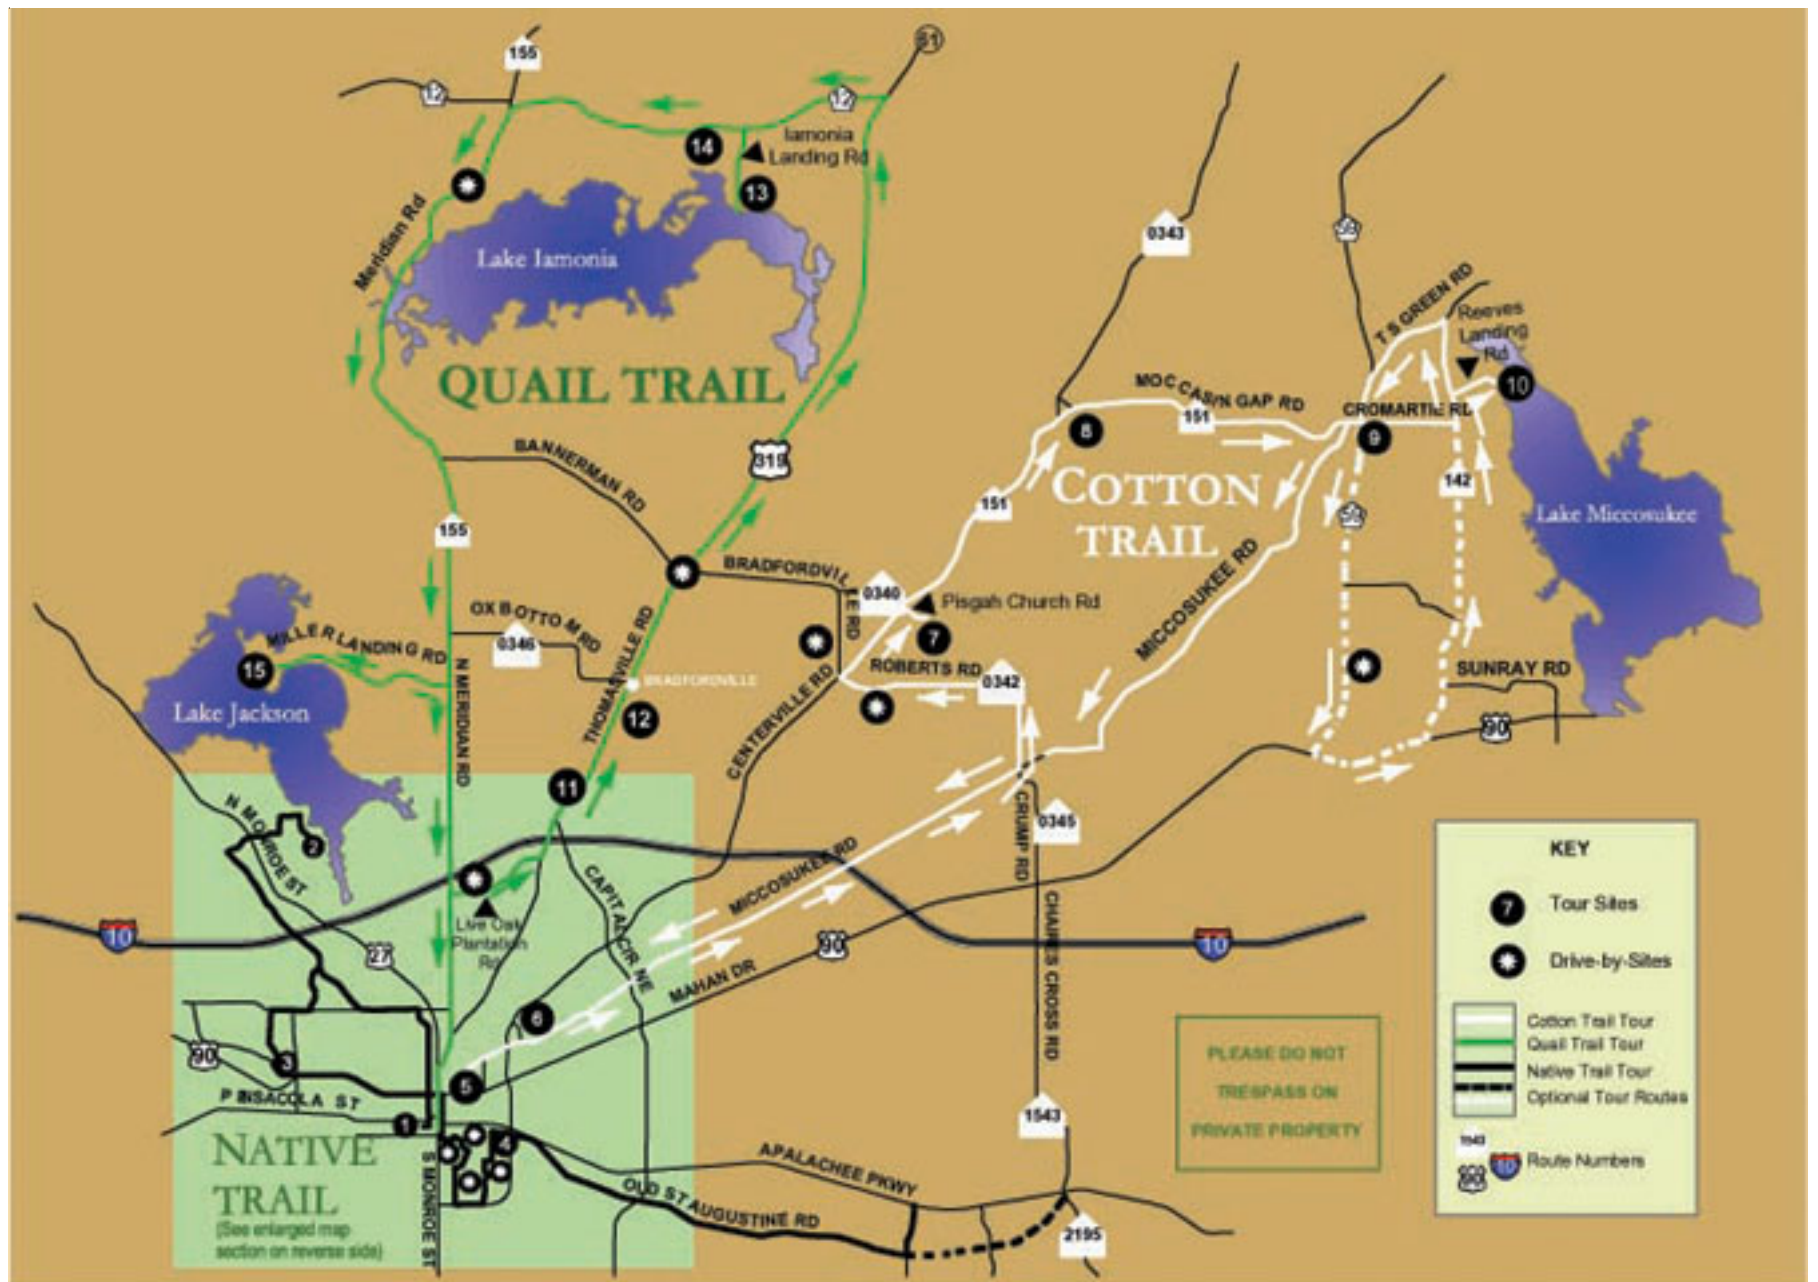 155
61
12
12
14
Iamonia
Landing Rd
13
Meridian Rd
Lake Iamonia
0343
59
QUAIL TRAIL
T S GREEN RD
Reeves
Landing
Rd
10
MOCCASIN GAP RD
151
CROMARTIE RD
8
9
BANNERMAN RD
319
COTTON
TRAIL
151
142
59
Lake Miccosukee
155
BRADFORDVILLE RD
0340
Pisgah Church Rd
7
MICCOSUKEE RD
OX BOTTOM RD
0346
MILLER LANDING RD
15
Lake Jackson
N MERIDIAN RD
THOMASVILLE RD
BRADFORDVILLE
12
ROBERTS RD
0342
CENTERVILLE RD
SUNRAY RD
90
11
N MONROE ST
2
CAPITAL CIR NE
MICCOSUKEE RD
CRUMP RD
0345
Live Oak
Plantation
Rd
10
27
90
10
MAHAN DR
CHAIRES CROSS RD
6
90
3
5
PENSACOLA ST
1
4
NATIVE
TRAIL
(See enlarged map
section on reverse side)
S MONROE ST
APALACHEE PKWY
OLD ST AUGUSTINE RD
1543
2195
PLEASE DO NOT
TRESPASS ON
PRIVATE PROPERTY
KEY
7
Tour Sites
Drive-by-Sites
Cotton Trail Tour
Quail Trail Tour
Native Trail Tour
Optional Tour Routes
1543
90
10
Route Numbers